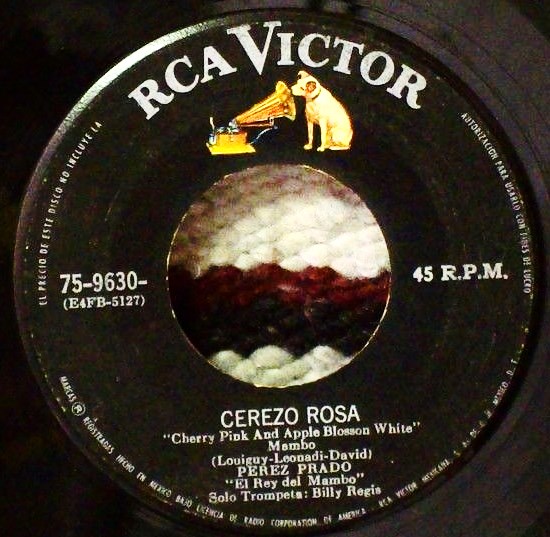 RCA VICTOR
EL PRECIO DE ESTE DISCO NO INCLUYE LA
AUTORIZACION PARA USARLO CON FINES DE LUCRO
75-9630-
(E4FB-5127)
45 R.P.M.
CEREZO ROSA
"Cherry Pink And Apple Blosson White"
Mambo
(Louiguy-Leonadi-David)
PEREZ PRADO
"El Rey del Mambo"
Solo Trompeta: Billy Regis
MARCAS ® REGISTRADAS HECHO EN MEXICO BAJO LICENCIA DE RADIO CORPORATION OF AMERICA - RCA VICTOR MEXICANA, S. A. MEXICO, D. F.